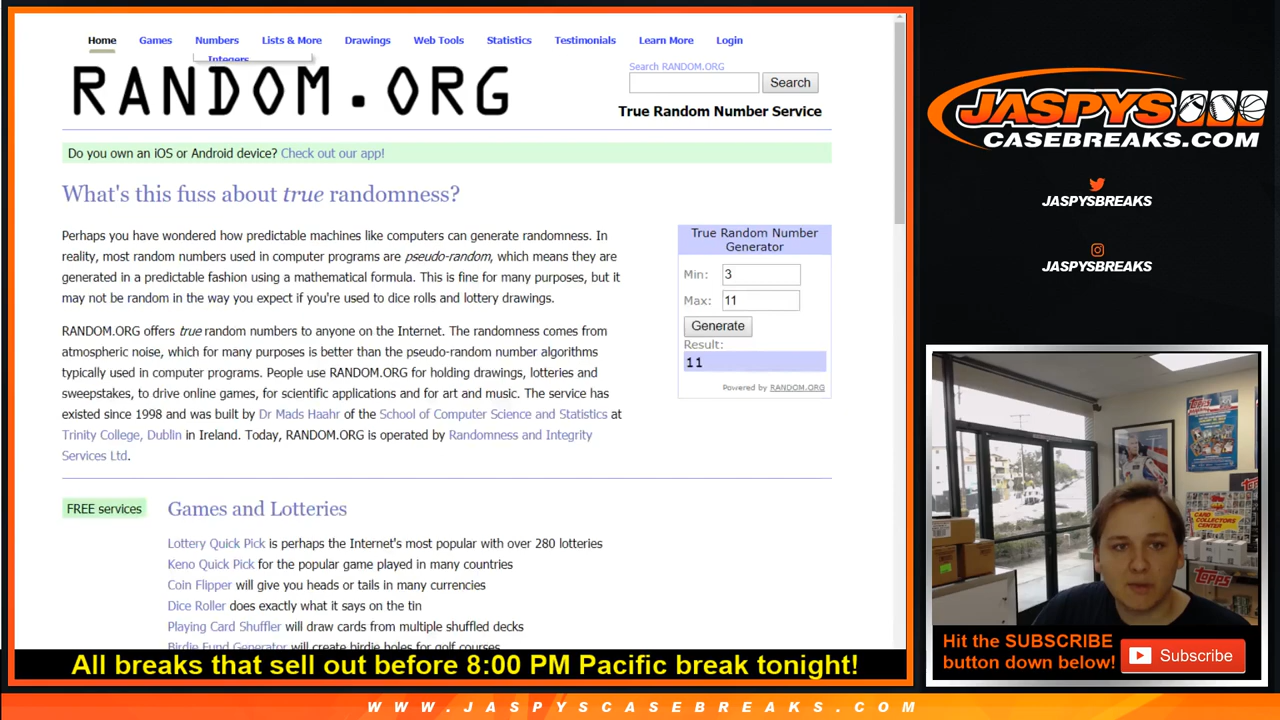 Home Games Numbers Lists & More Drawings Web Tools Statistics Testimonials Learn More Login
Integers
RANDOM.ORG
Search RANDOM.ORG
Search
True Random Number Service
Do you own an iOS or Android device? Check out our app!
What's this fuss about true randomness?
Perhaps you have wondered how predictable machines like computers can generate randomness. In
reality, most random numbers used in computer programs are pseudo-random, which means they are
generated in a predictable fashion using a mathematical formula. This is fine for many purposes, but it
may not be random in the way you expect if you're used to dice rolls and lottery drawings.
RANDOM.ORG offers true random numbers to anyone on the Internet. The randomness comes from
atmospheric noise, which for many purposes is better than the pseudo-random number algorithms
typically used in computer programs. People use RANDOM.ORG for holding drawings, lotteries and
sweepstakes, to drive online games, for scientific applications and for art and music. The service has
existed since 1998 and was built by Dr Mads Haahr of the School of Computer Science and Statistics at
Trinity College, Dublin in Ireland. Today, RANDOM.ORG is operated by Randomness and Integrity
Services Ltd.
True Random Number
Generator
Min: 3
Max: 11
Generate
Result:
11
Powered by RANDOM.ORG
FREE services
Games and Lotteries
Lottery Quick Pick is perhaps the Internet's most popular with over 280 lotteries
Keno Quick Pick for the popular game played in many countries
Coin Flipper will give you heads or tails in many currencies
Dice Roller does exactly what it says on the tin
Playing Card Shuffler will draw cards from multiple shuffled decks
Birdie Fund Generator will create birdie holes for golf courses
All breaks that sell out before 8:00 PM Pacific break tonight!
JASPYS
CASEBREAKS.COM
JASPYSBREAKS
JASPYSBREAKS
TOPPS
CARD
COLLECTORS
CENTER
TOPPS
Hit the SUBSCRIBE
button down below!
Subscribe
WWW.JASPYSCASEBREAKS.COM